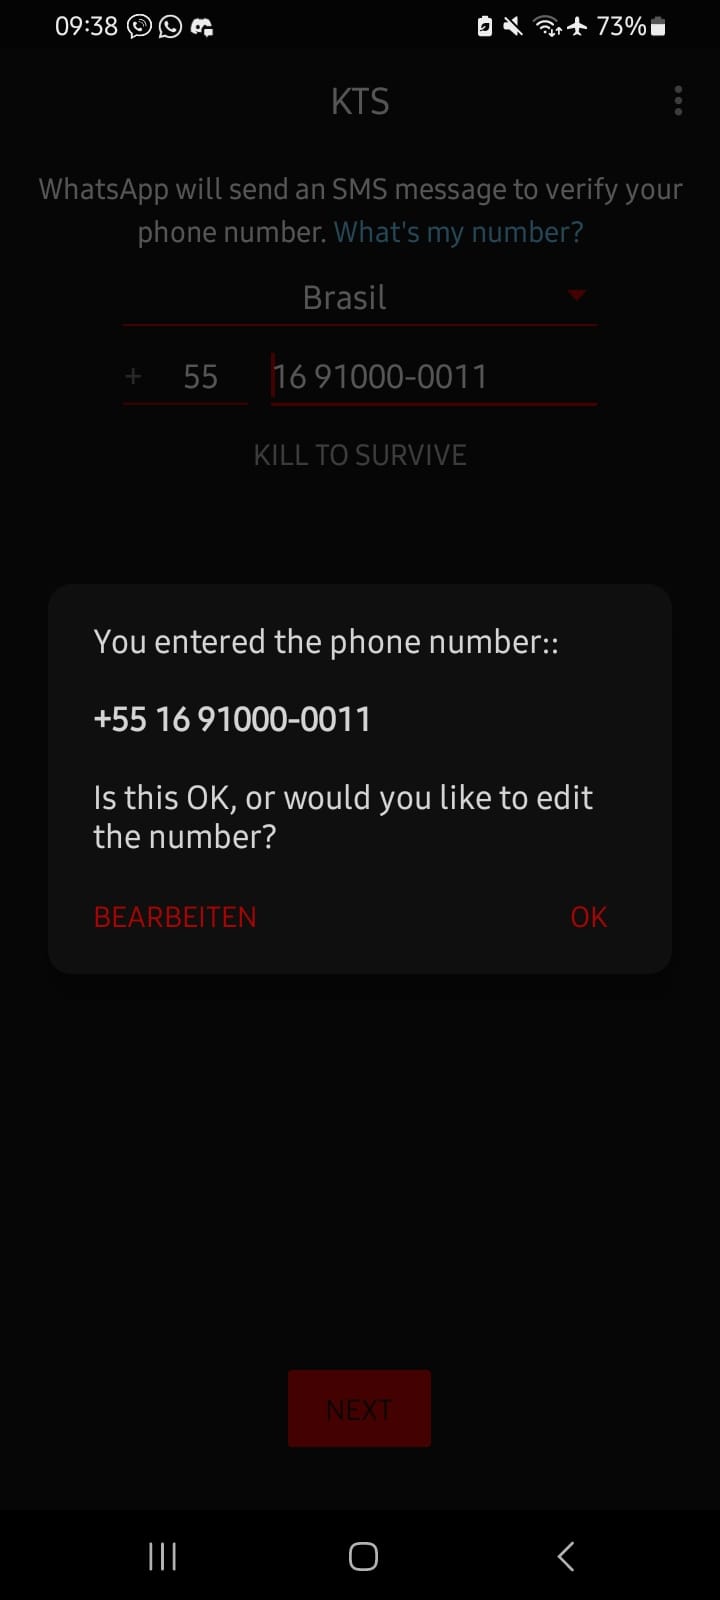 09:38 73%
KTS
WhatsApp will send an SMS message to verify your
phone number. What's my number?
Brasil
+ 55 16 91000-0011
KILL TO SURVIVE
You entered the phone number::
+55 16 91000-0011
Is this OK, or would you like to edit
the number?
BEARBEITEN OK
NEXT